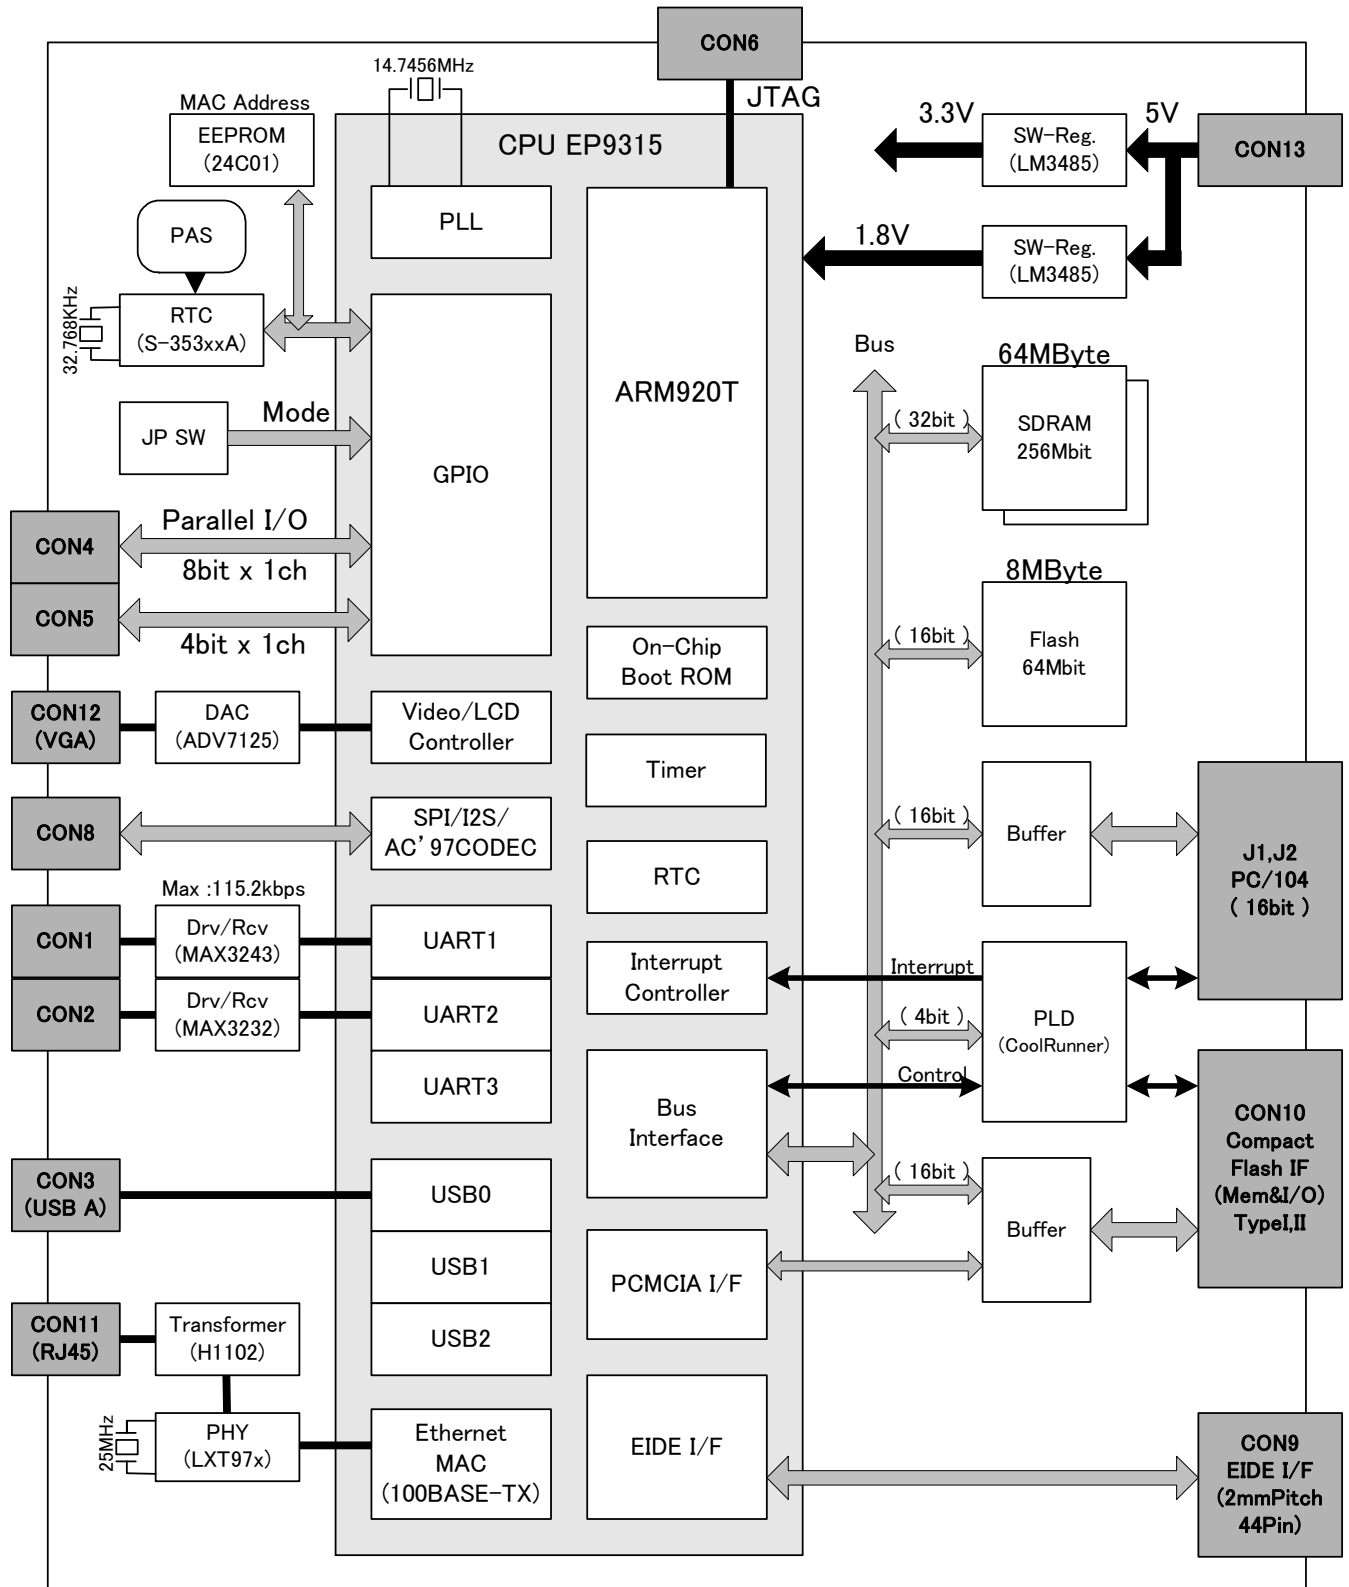 CON6
14.7456MHz
JTAG
MAC Address
EEPROM
(24C01)
CPU EP9315
3.3V
SW-Reg.
(LM3485)
5V
CON13
PAS
PLL
1.8V
SW-Reg.
(LM3485)
32.768KHz
RTC
(S-353xxA)
ARM920T
Bus
64MByte
( 32bit )
SDRAM
256Mbit
JP SW
Mode
GPIO
CON4
Parallel I/O
8bit x 1ch
CON5
4bit x 1ch
8MByte
( 16bit )
Flash
64Mbit
On-Chip
Boot ROM
CON12
(VGA)
DAC
(ADV7125)
Video/LCD
Controller
Timer
CON8
SPI/I2S/
AC'97CODEC
( 16bit )
Buffer
J1,J2
PC/104
( 16bit )
RTC
Max :115.2kbps
CON1
Drv/Rcv
(MAX3243)
UART1
Interrupt
Controller
Interrupt
CON2
Drv/Rcv
(MAX3232)
UART2
( 4bit )
PLD
(CoolRunner)
UART3
Control
Bus
Interface
CON10
Compact
Flash IF
(Mem&I/O)
TypeI,II
CON3
(USB A)
USB0
( 16bit )
Buffer
USB1
PCMCIA I/F
USB2
CON11
(RJ45)
Transformer
(H1102)
25MHz
PHY
(LXT97x)
Ethernet
MAC
(100BASE-TX)
EIDE I/F
CON9
EIDE I/F
(2mmPitch
44Pin)